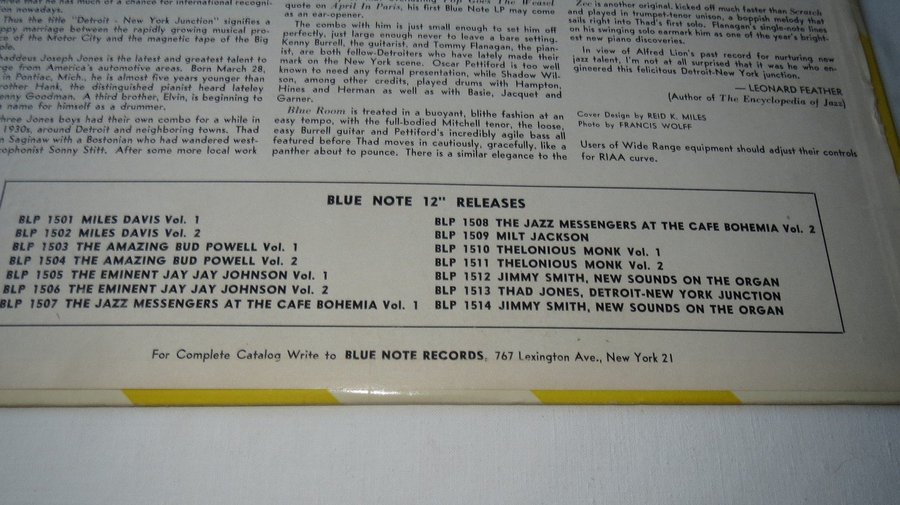 quote on April In Paris, his first Blue Note LP may come
as an ear-opener.
Thus the title "Detroit - New York Junction" signifies a
marriage between the rapidly growing musical pro-
of the Motor City and the magnetic tape of the Big
haddeus Joseph Jones is the latest and greatest talent to
from America's automotive areas. Born March 28,
in Pontiac, Mich., he is almost five years younger than
brother Hank, the distinguished pianist heard lately
Benny Goodman. A third brother, Elvin, is beginning to
a name for himself as a drummer.
hree Jones boys had their own combo for a while in
1930s, around Detroit and neighboring towns. Thad
in Saginaw with a Bostonian who had wandered west-
ophonist Sonny Stitt. After some more local work
The combo with him is just small enough to set him off
perfectly, just large enough never to leave a bare setting.
Kenny Burrell, the guitarist, and Tommy Flanagan, the pian-
ist, are both fellow-Detroiters who have lately made their
mark on the New York scene. Oscar Pettiford is too well
known to need any formal presentation, while Shadow Wil-
son, among other credits, played drums with Hampton,
Hines and Herman as well as with Basie, Jacquet and
Garner.
Blue Room is treated in a buoyant, blithe fashion at an
easy tempo, with the full-bodied Mitchell tenor, the loose,
easy Burrell guitar and Pettiford's incredibly agile bass all
featured before Thad moves in cautiously, gracefully, like a
panther about to pounce. There is a similar elegance to the
Zec is another original, kicked off much faster than Scratch
and played in trumpet-tenor unison, a boppish melody that
sails right into Thad's first solo. Flanagan's single-note lines
on his swinging solo earmark him as one of the year's bright-
est new piano discoveries.
In view of Alfred Lion's past record for nurturing new
jazz talent, I'm not at all surprised that it was he who en-
gineered this felicitous Detroit-New York junction.
— LEONARD FEATHER
(Author of The Encyclopedia of Jazz)
Cover Design by REID K. MILES
Photo by FRANCIS WOLFF
Users of Wide Range equipment should adjust their controls
for RIAA curve.
BLUE NOTE 12" RELEASES
BLP 1501 MILES DAVIS Vol. 1
BLP 1502 MILES DAVIS Vol. 2
BLP 1503 THE AMAZING BUD POWELL Vol. 1
BLP 1504 THE AMAZING BUD POWELL Vol. 2
BLP 1505 THE EMINENT JAY JAY JOHNSON Vol. 1
BLP 1506 THE EMINENT JAY JAY JOHNSON Vol. 2
BLP 1507 THE JAZZ MESSENGERS AT THE CAFE BOHEMIA Vol. 1
BLP 1508 THE JAZZ MESSENGERS AT THE CAFE BOHEMIA Vol. 2
BLP 1509 MILT JACKSON
BLP 1510 THELONIOUS MONK Vol. 1
BLP 1511 THELONIOUS MONK Vol. 2
BLP 1512 JIMMY SMITH, NEW SOUNDS ON THE ORGAN
BLP 1513 THAD JONES, DETROIT-NEW YORK JUNCTION
BLP 1514 JIMMY SMITH, NEW SOUNDS ON THE ORGAN
For Complete Catalog Write to BLUE NOTE RECORDS, 767 Lexington Ave., New York 21